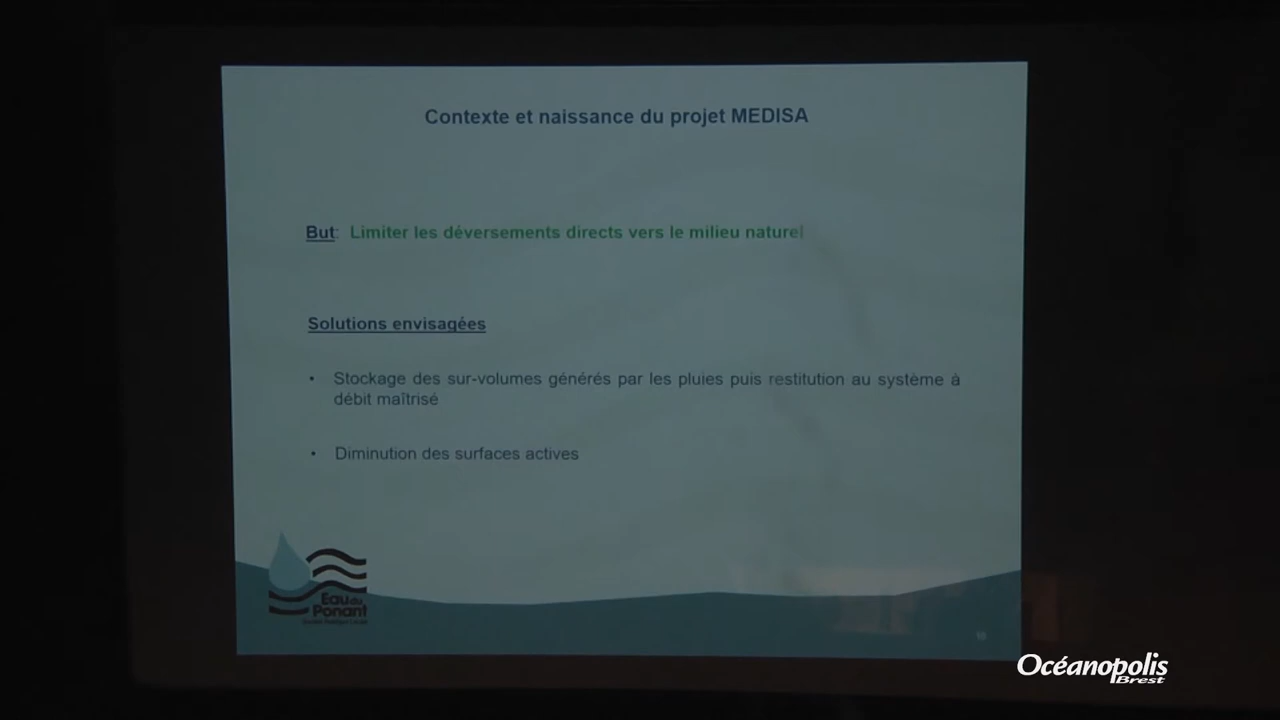 Contexte et naissance du projet MEDISA
But: Limiter les déversements directs vers le milieu naturel
Solutions envisagées
• Stockage des sur-volumes générés par les pluies puis restitution au système à
débit maîtrisé
• Diminution des surfaces actives
Eau du
Ponant
Océanopolis
Brest